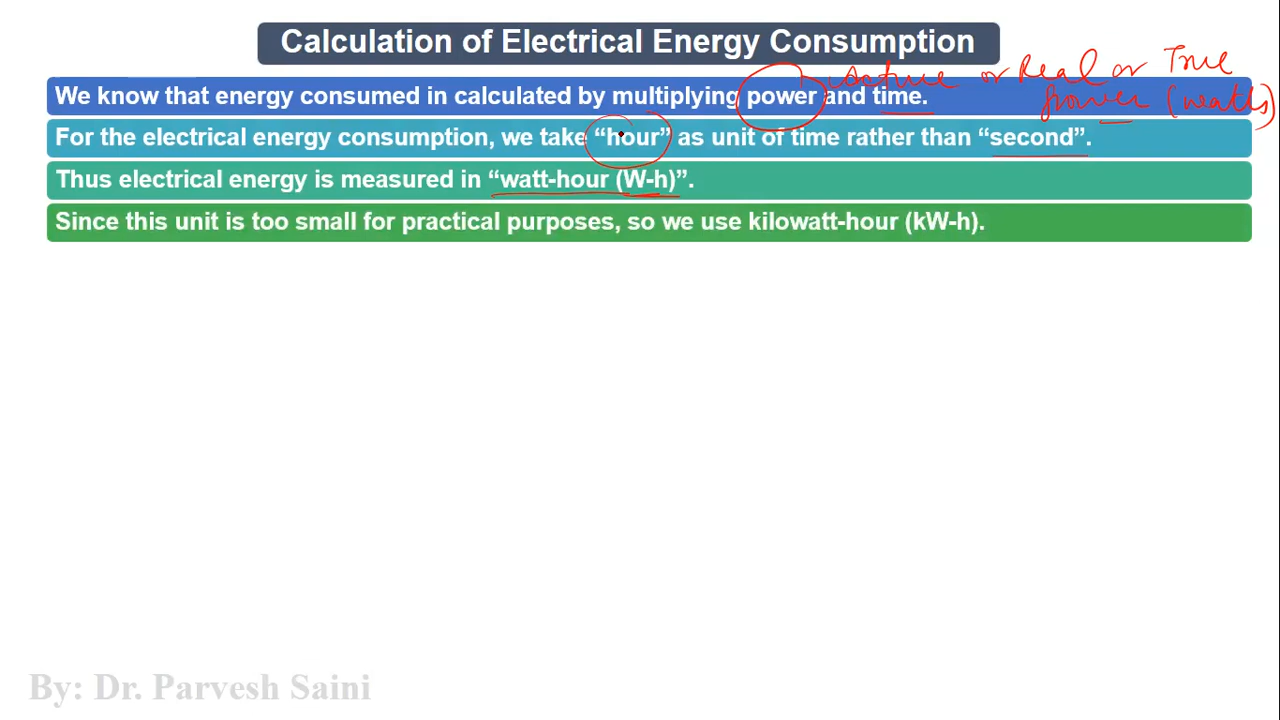 Calculation of Electrical Energy Consumption
Active or Real or True
power (watts)
We know that energy consumed in calculated by multiplying power and time.
For the electrical energy consumption, we take “hour” as unit of time rather than “second”.
Thus electrical energy is measured in “watt-hour (W-h)”.
Since this unit is too small for practical purposes, so we use kilowatt-hour (kW-h).
By: Dr. Parvesh Saini